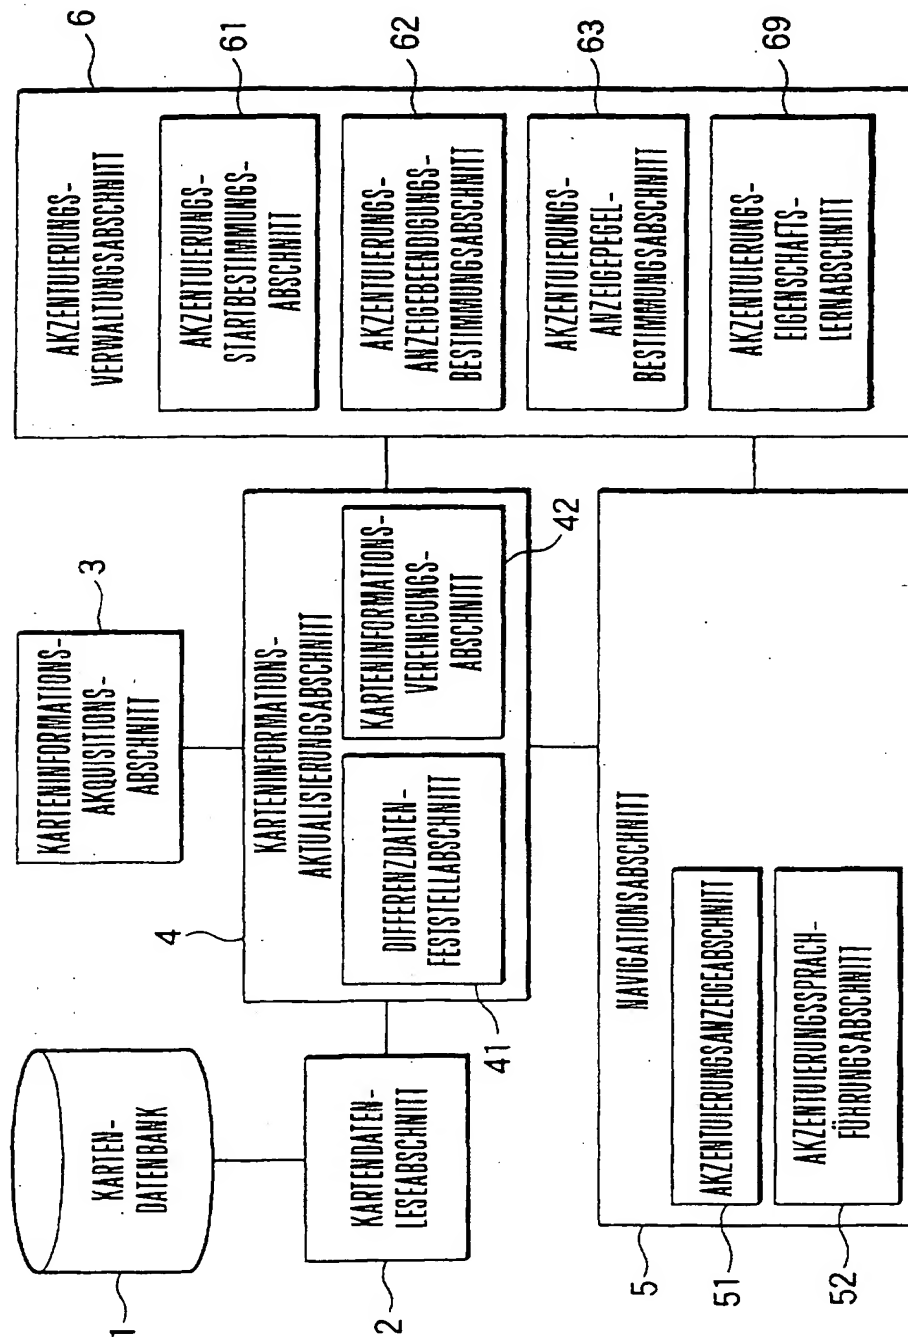 1
KARTEN-
DATENBANK
2
KARTENDATEN-
LESEABSCHNITT
3
KARTENINFORMATIONS-
AKQUISITIONS-
ABSCHNITT
4
KARTENINFORMATIONS-
AKTUALISIERUNGSABSCHNITT
41
DIFFERENZDATEN-
FESTSTELLABSCHNITT
42
KARTENINFORMATIONS-
VEREINIGUNGS-
ABSCHNITT
5
NAVIGATIONSABSCHNITT
51
AKZENTUIERUNGSANZEIGEABSCHNITT
52
AKZENTUIERUNGSSPRACH-
FÜHRUNGSABSCHNITT
6
AKZENTUIERUNGS-
VERWALTUNGSABSCHNITT
61
AKZENTUIERUNGS-
STARTBESTIMMUNGS-
ABSCHNITT
62
AKZENTUIERUNGS-
ANZEIGEBEENDIGUNGS-
BESTIMMUNGSABSCHNITT
63
AKZENTUIERUNGS-
ANZEIGEPEGEL-
BESTIMMUNGSABSCHNITT
69
AKZENTUIERUNGS-
EIGENSCHAFTS-
LERNABSCHNITT